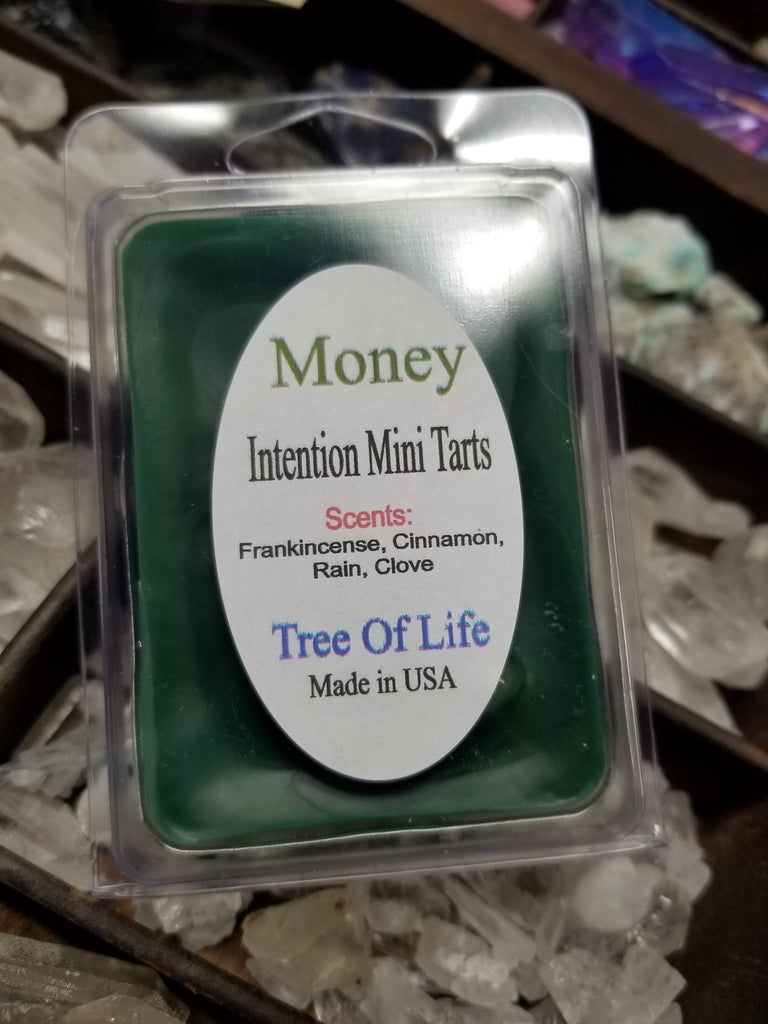 Money
Intention Mini Tarts
Scents:
Frankincense, Cinnamon,
Rain, Clove
Tree Of Life
Made in USA